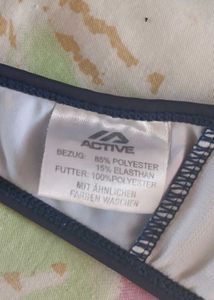 ACTIVE
BEZUG: 85% POLYESTER
15% ELASTHAN
FUTTER: 100%POLYESTER
MIT ÄHNLICHEN
FARBEN WASCHEN